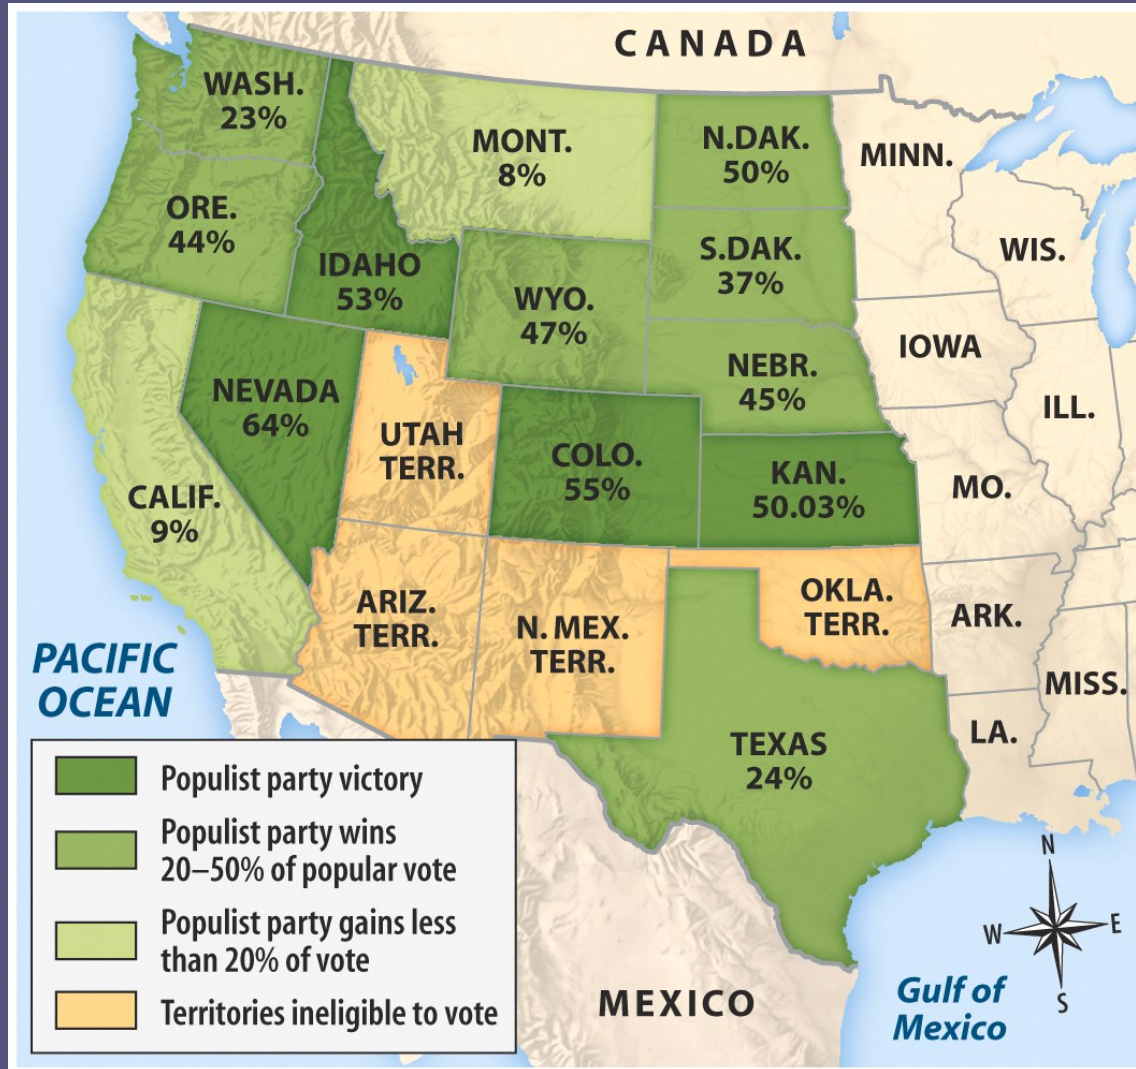 CANADA
WASH.
23%
MONT.
8%
N.DAK.
50%
MINN.
ORE.
44%
IDAHO
53%
WYO.
47%
S.DAK.
37%
WIS.
NEVADA
64%
UTAH
TERR.
NEBR.
45%
IOWA
ILL.
CALIF.
9%
COLO.
55%
KAN.
50.03%
MO.
ARIZ.
TERR.
N. MEX.
TERR.
OKLA.
TERR.
ARK.
MISS.
LA.
PACIFIC
OCEAN
TEXAS
24%
Populist party victory
Populist party wins
20–50% of popular vote
Populist party gains less
than 20% of vote
Territories ineligible to vote
MEXICO
Gulf of
Mexico
N
W
E
S